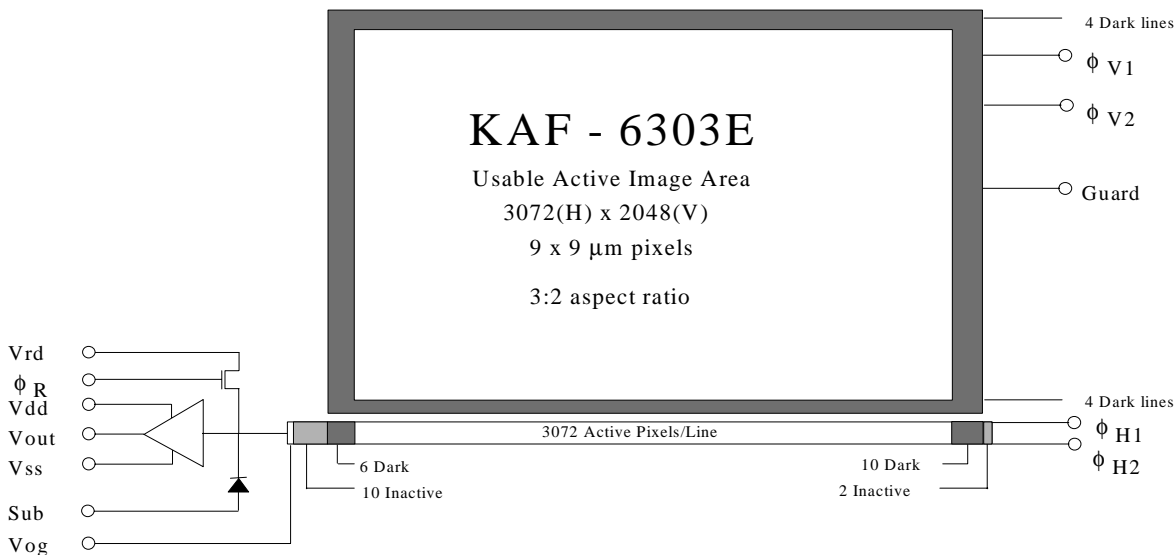 4 Dark lines
ϕ V1
ϕ V2
KAF - 6303E
Usable Active Image Area
3072(H) x 2048(V)
9 x 9 μm pixels
3:2 aspect ratio
Guard
Vrd
ϕ R
Vdd
Vout
Vss
Sub
Vog
4 Dark lines
3072 Active Pixels/Line
ϕ H1
ϕ H2
6 Dark
10 Inactive
10 Dark
2 Inactive